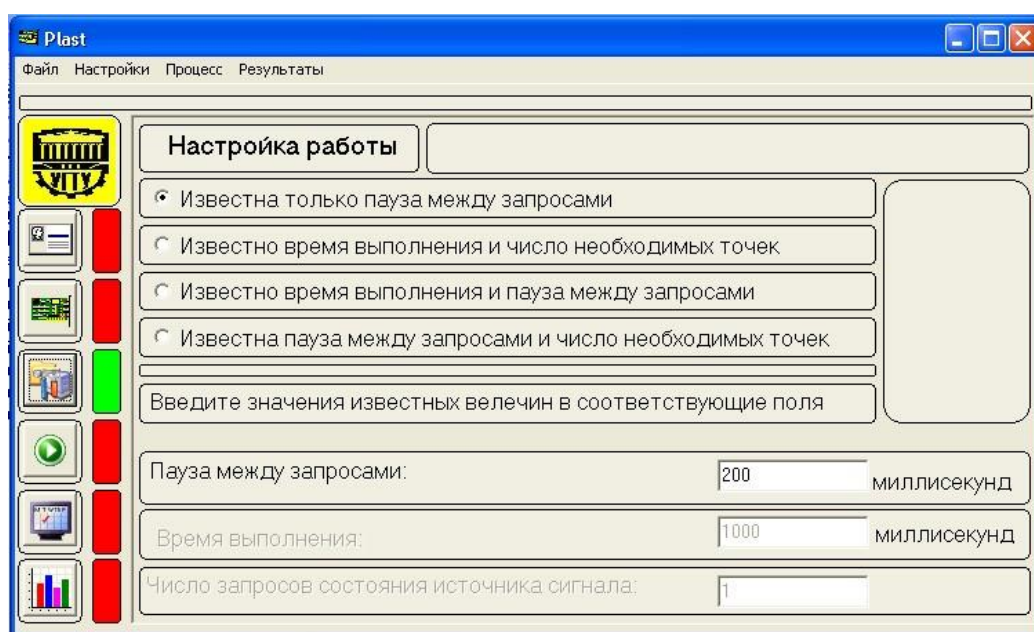 Plast
Файл Настройки Процесс Результаты
УПУ
Настройка работы
Известна только пауза между запросами
Известно время выполнения и число необходимых точек
Известно время выполнения и пауза между запросами
Известна пауза между запросами и число необходимых точек
Введите значения известных велечин в соответствующие поля
Пауза между запросами: 200 миллисекунд
Время выполнения: 1000 миллисекунд
Число запросов состояния источника сигнала: 1